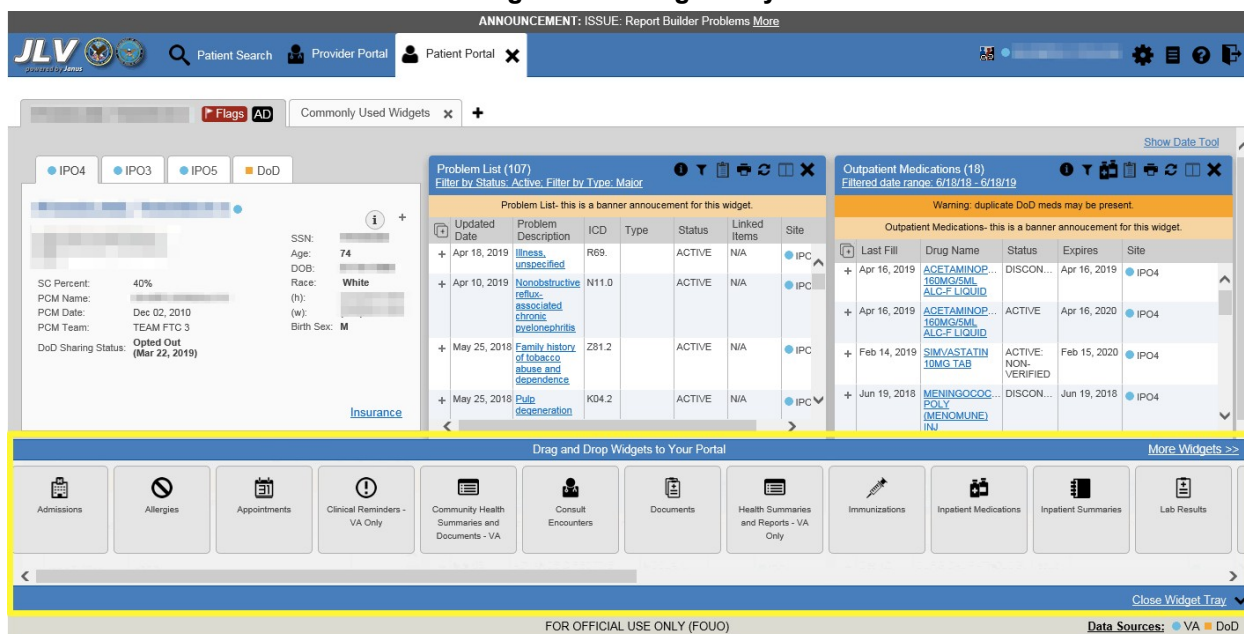 ANNOUNCEMENT: ISSUE: Report Builder Problems More
JLV
powered by Janus
Patient Search
Provider Portal
Patient Portal
Flags AD
Commonly Used Widgets
Show Date Tool
IPO4 IPO3 IPO5 DoD
SSN:
Age: 74
DOB:
SC Percent: 40% Race: White
PCM Name: (h):
PCM Date: Dec 02, 2010 (w):
PCM Team: TEAM FTC 3 Birth Sex: M
DoD Sharing Status: Opted Out
(Mar 22, 2019)
Insurance
Problem List (107)
Filter by Status: Active; Filter by Type: Major
Problem List- this is a banner annoucement for this widget.
Updated Date Problem Description ICD Type Status Linked Items Site
Apr 18, 2019 Illness, unspecified R69. ACTIVE N/A IPC
Apr 10, 2019 Nonobstructive reflux-associated chronic pyelonephritis N11.0 ACTIVE N/A IPC
May 25, 2018 Family history of tobacco abuse and dependence Z81.2 ACTIVE N/A IPC
May 25, 2018 Pulp degeneration K04.2 ACTIVE N/A IPC
Outpatient Medications (18)
Filtered date range: 6/18/18 - 6/18/19
Warning: duplicate DoD meds may be present.
Outpatient Medications- this is a banner annoucement for this widget.
Last Fill Drug Name Status Expires Site
Apr 16, 2019 ACETAMINOP... 160MG/5ML ALC-F LIQUID DISCON... Apr 16, 2019 IPO4
Apr 16, 2019 ACETAMINOP... 160MG/5ML ALC-F LIQUID ACTIVE Apr 16, 2020 IPO4
Feb 14, 2019 SIMVASTATIN 10MG TAB ACTIVE: NON-VERIFIED Feb 15, 2020 IPO4
Jun 19, 2018 MENINGOCOC... POLY (MENOMUNE) INJ DISCON... Jun 19, 2018 IPO4
Drag and Drop Widgets to Your Portal
More Widgets >>
Admissions
Allergies
Appointments
Clinical Reminders - VA Only
Community Health Summaries and Documents - VA
Consult Encounters
Documents
Health Summaries and Reports - VA Only
Immunizations
Inpatient Medications
Inpatient Summaries
Lab Results
Close Widget Tray
FOR OFFICIAL USE ONLY (FOUO)
Data Sources: VA DoD